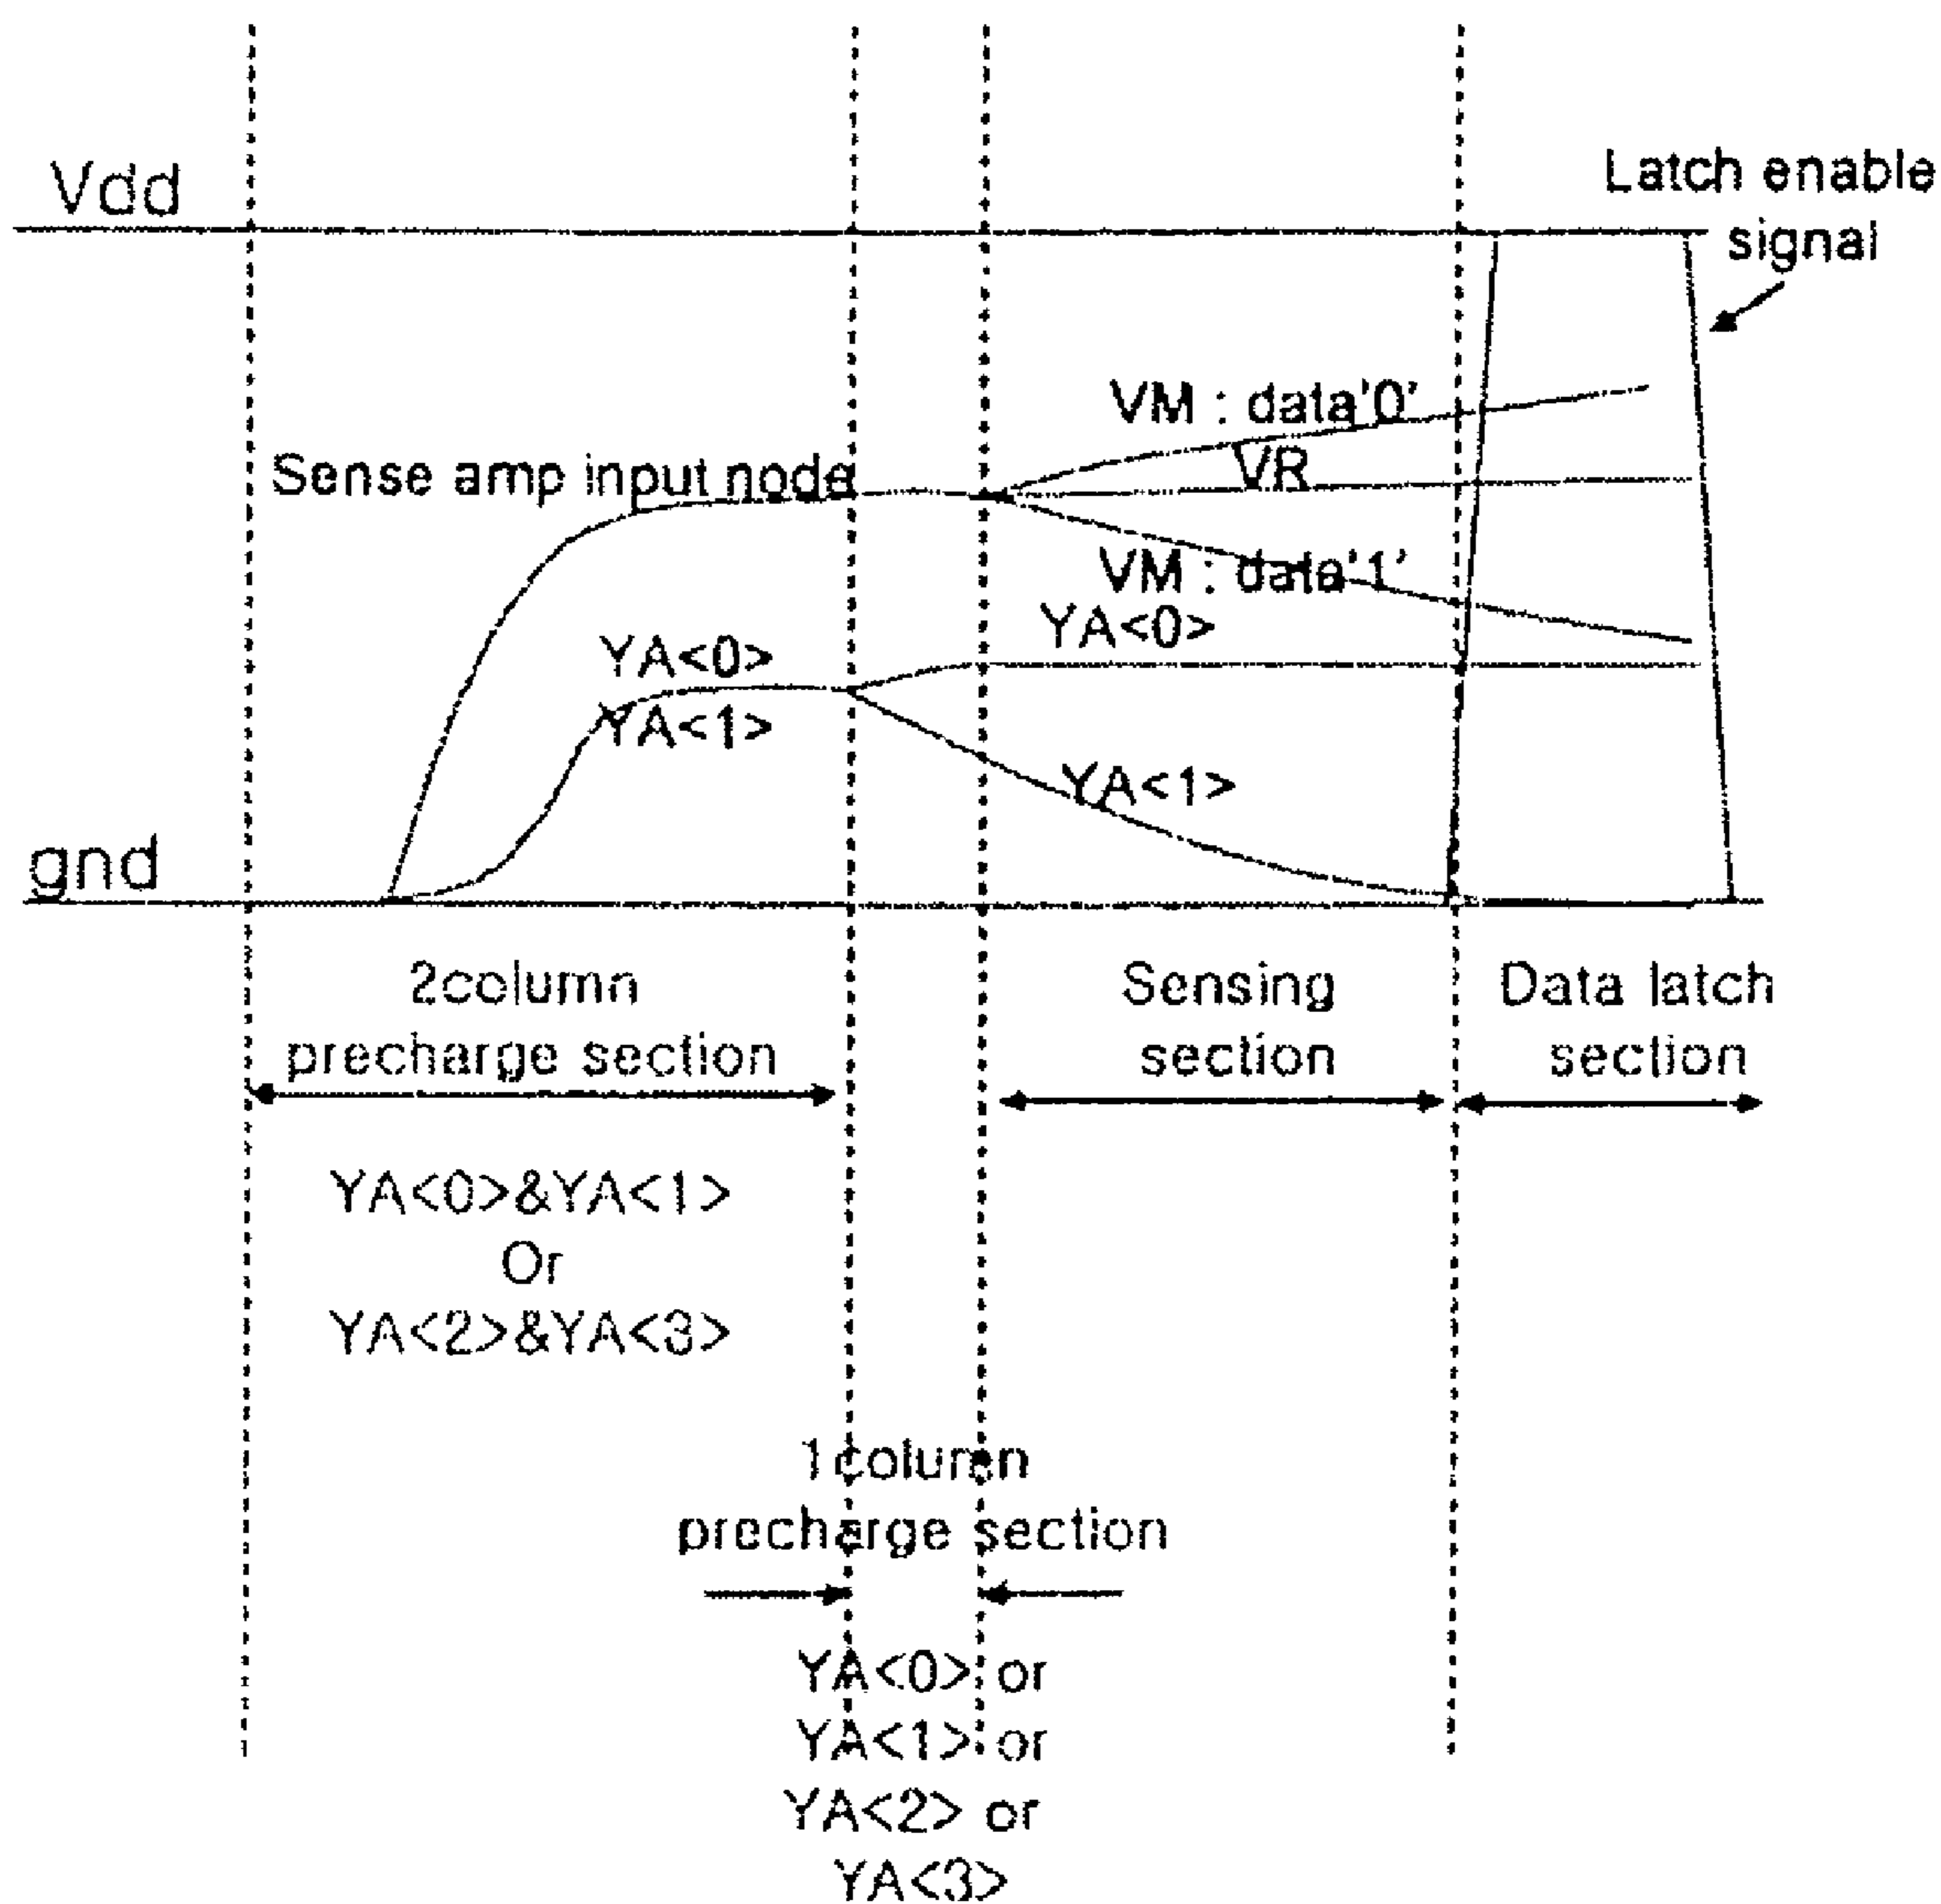 Vdd
Latch enable
signal
VM : data'0'
Sense amp input node
VR
VM : data'1'
YA<0>
YA<0>
YA<1>
YA<1>
gnd
2column
precharge section
Sensing
section
Data latch
section
YA<0>&YA<1>
Or
YA<2>&YA<3>
1column
precharge section
YA<0> or
YA<1> or
YA<2> or
YA<3>